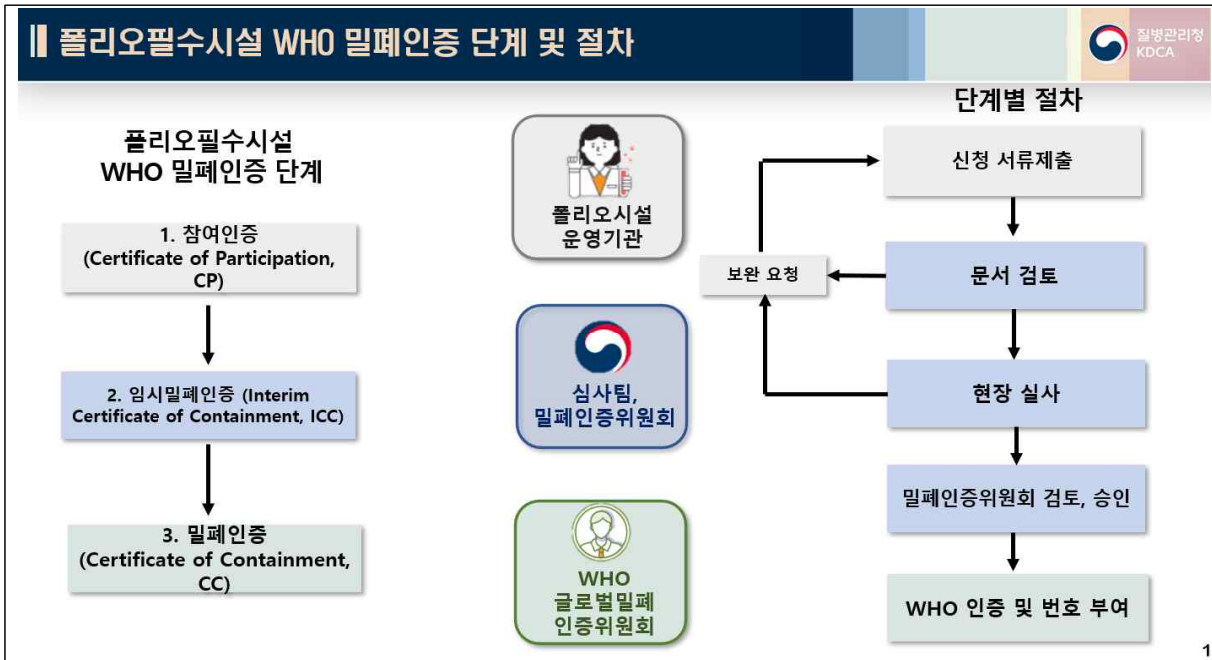 폴리오필수시설 WHO 밀폐인증 단계 및 절차
질병관리청
KDCA
폴리오필수시설
WHO 밀폐인증 단계
1. 참여인증
(Certificate of Participation,
CP)
2. 임시밀폐인증 (Interim
Certificate of Containment, ICC)
3. 밀폐인증
(Certificate of Containment,
CC)
폴리오시설
운영기관
심사팀,
밀폐인증위원회
WHO
글로벌밀폐
인증위원회
단계별 절차
신청 서류제출
보완 요청
문서 검토
현장 실사
밀폐인증위원회 검토, 승인
WHO 인증 및 번호 부여
1